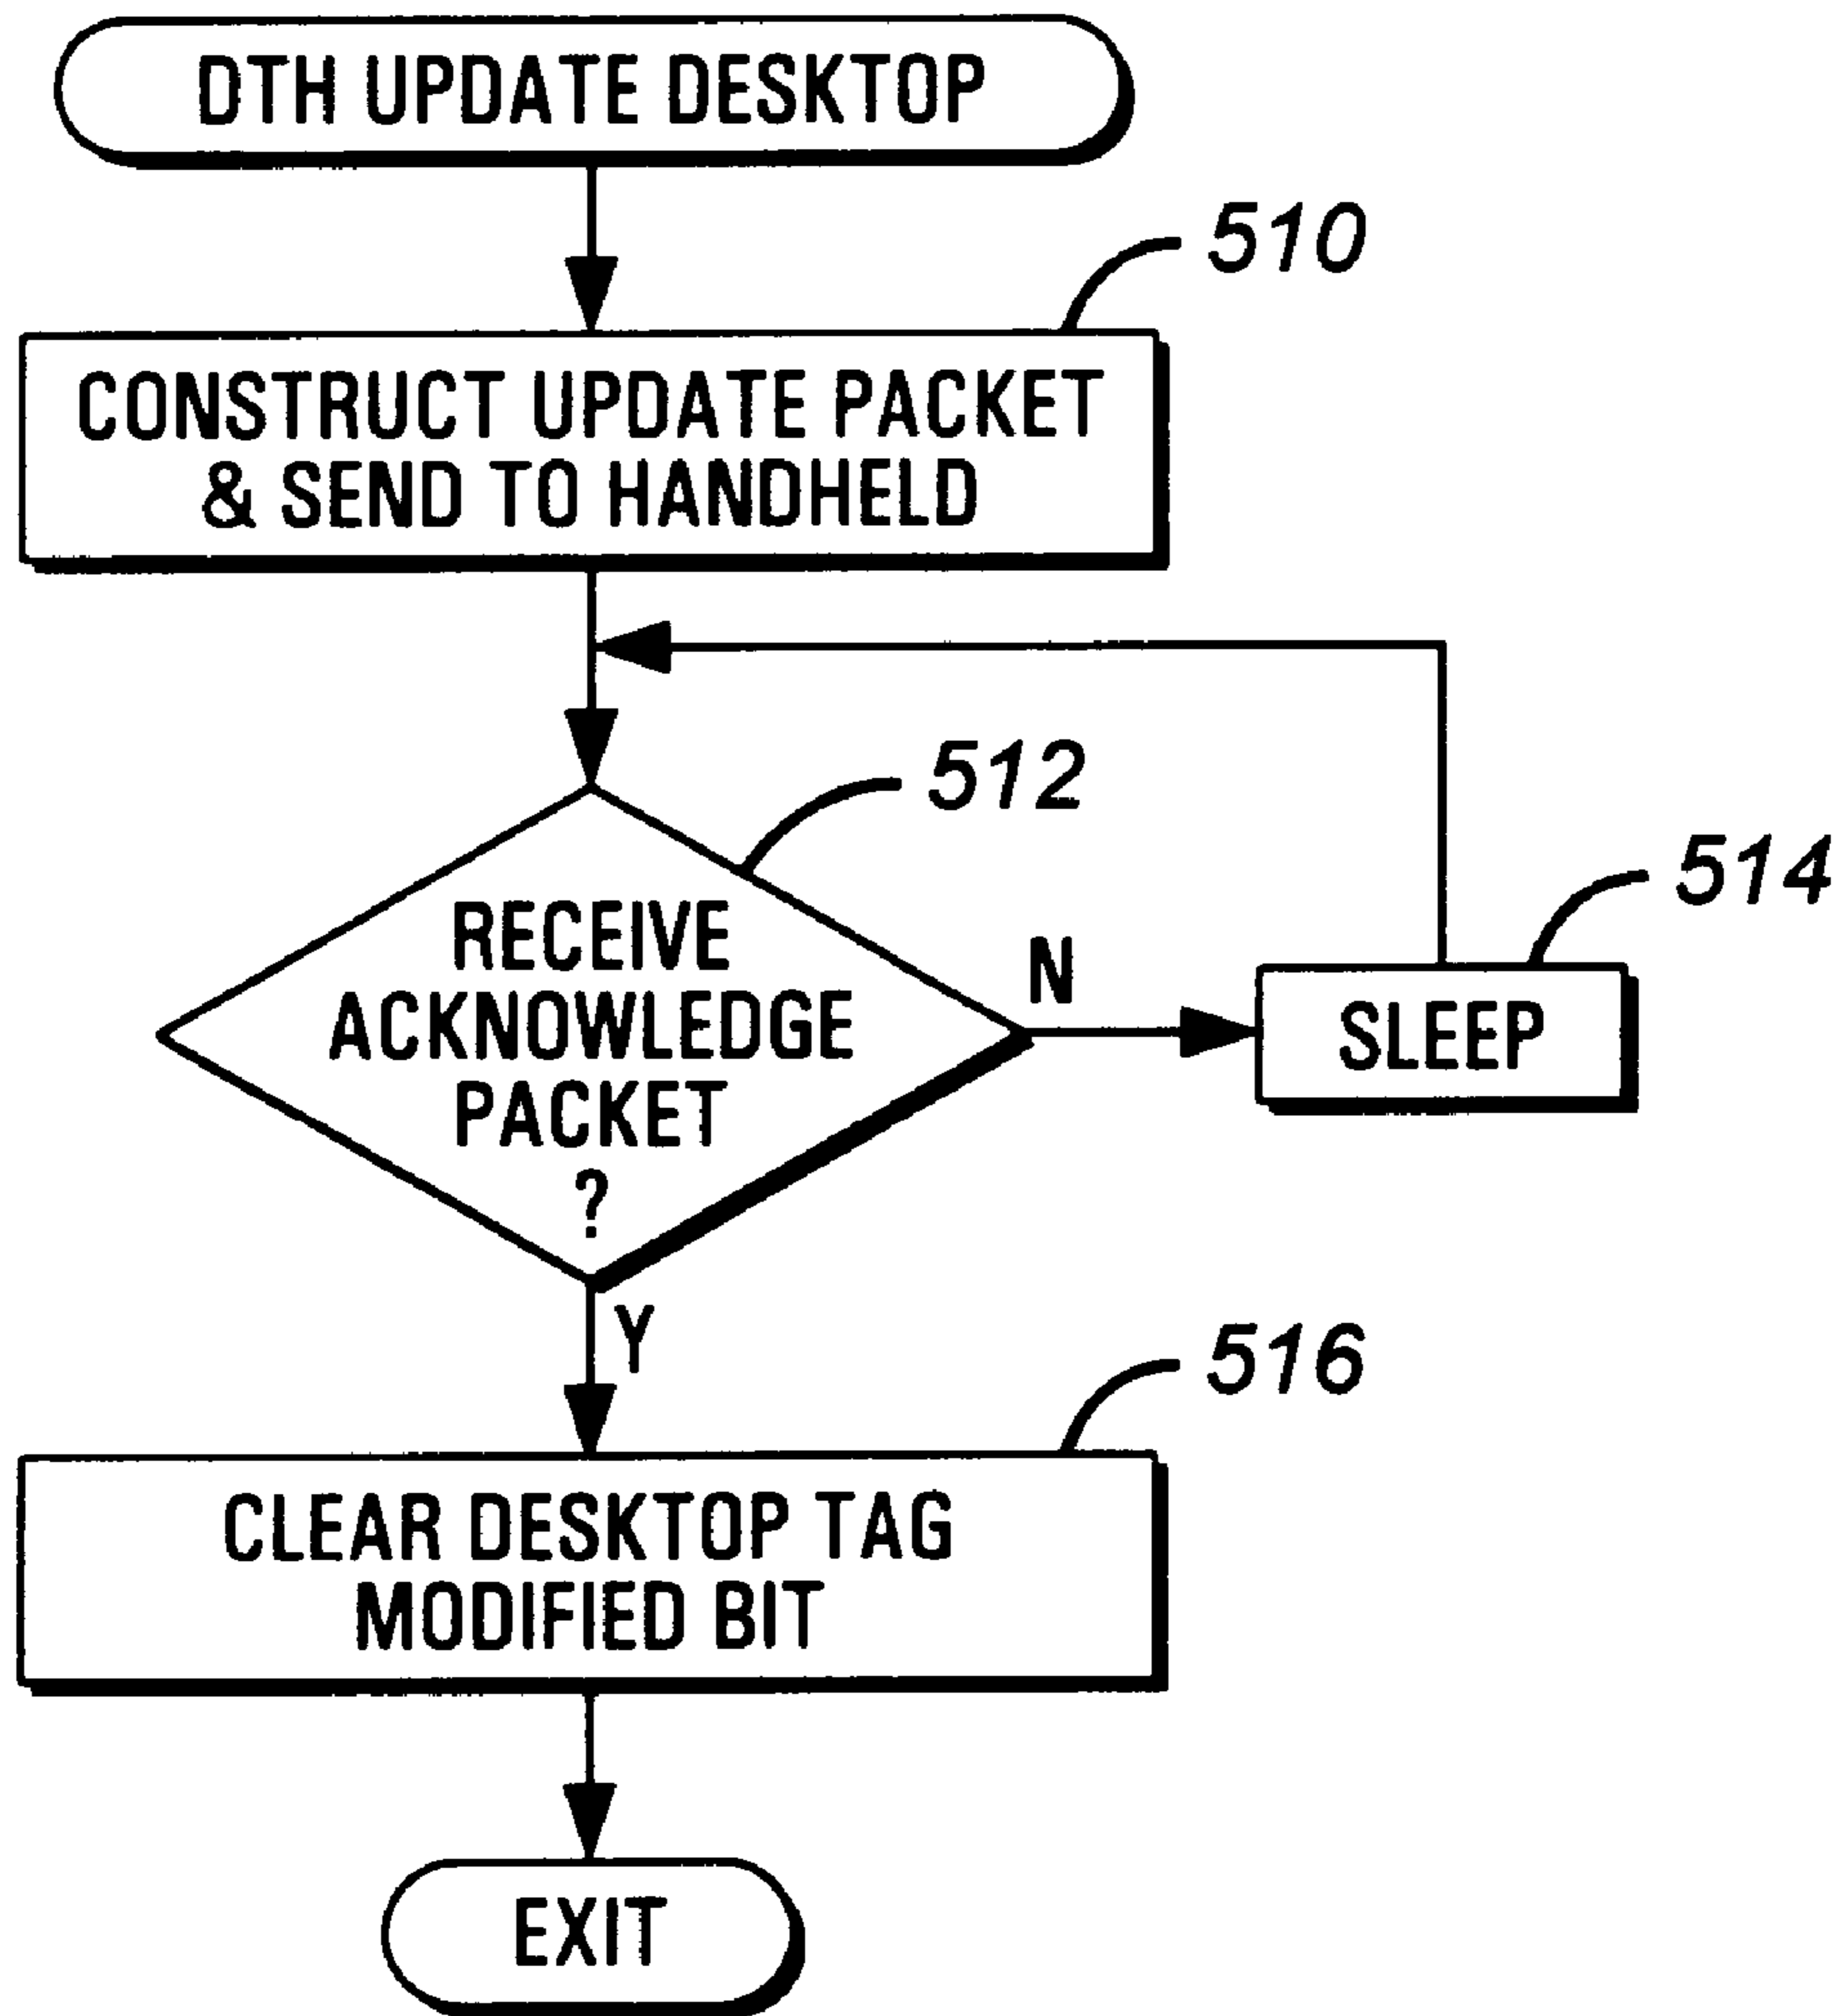 DTH UPDATE DESKTOP
510
CONSTRUCT UPDATE PACKET
& SEND TO HANDHELD
512
514
RECEIVE
ACKNOWLEDGE
PACKET
?
N
SLEEP
Y
516
CLEAR DESKTOP TAG
MODIFIED BIT
EXIT